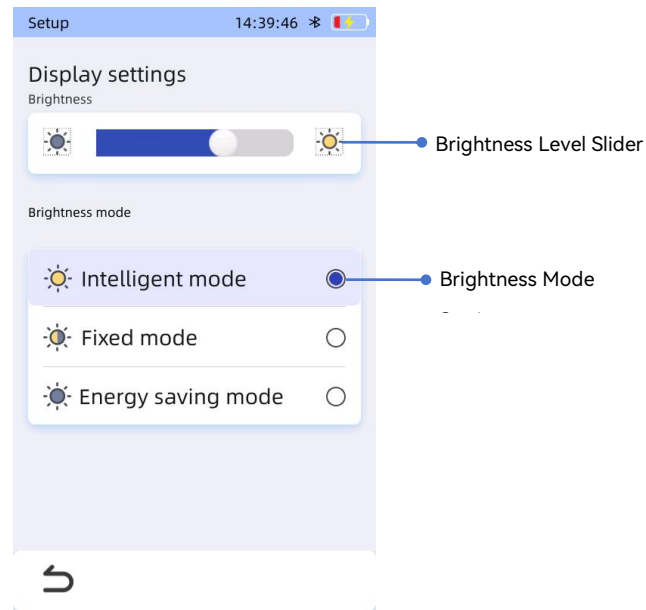 Setup 14:39:46
Display settings
Brightness
Brightness Level Slider
Brightness mode
Intelligent mode
Brightness Mode
Fixed mode
Energy saving mode